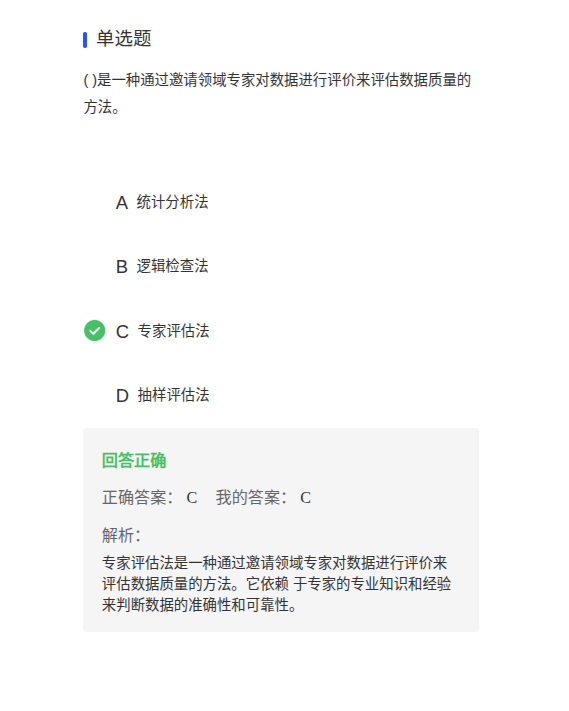 单选题
( )是一种通过邀请领域专家对数据进行评价来评估数据质量的
方法。
A 统计分析法
B 逻辑检查法
C 专家评估法
D 抽样评估法
回答正确
正确答案： C 我的答案： C
解析：
专家评估法是一种通过邀请领域专家对数据进行评价来
评估数据质量的方法。它依赖 于专家的专业知识和经验
来判断数据的准确性和可靠性。